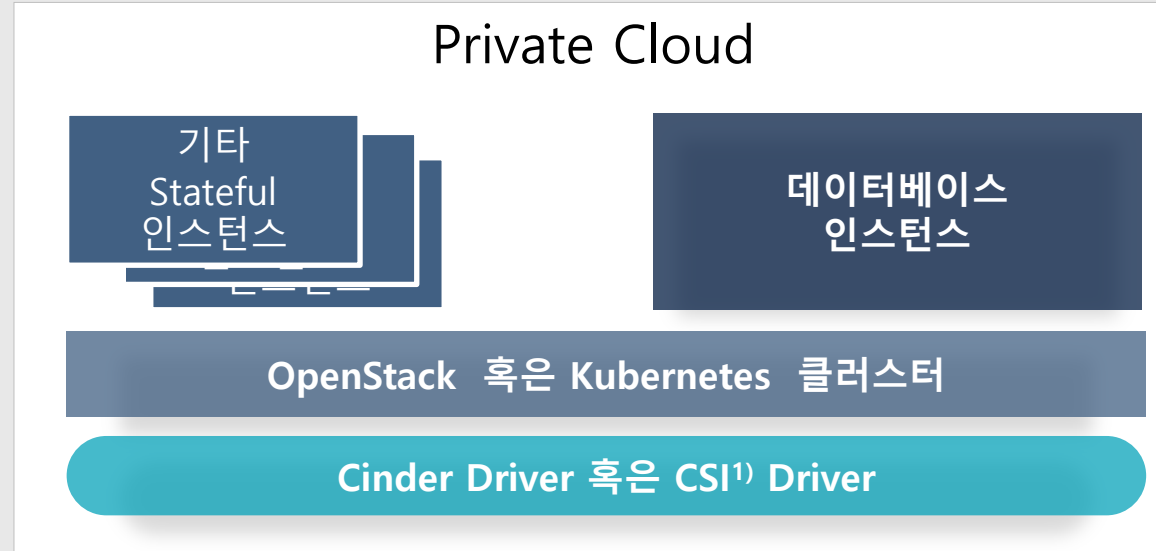 Private Cloud
기타
Stateful
인스턴스
데이터베이스
인스턴스
OpenStack 혹은 Kubernetes 클러스터
Cinder Driver 혹은 CSI¹⁾ Driver